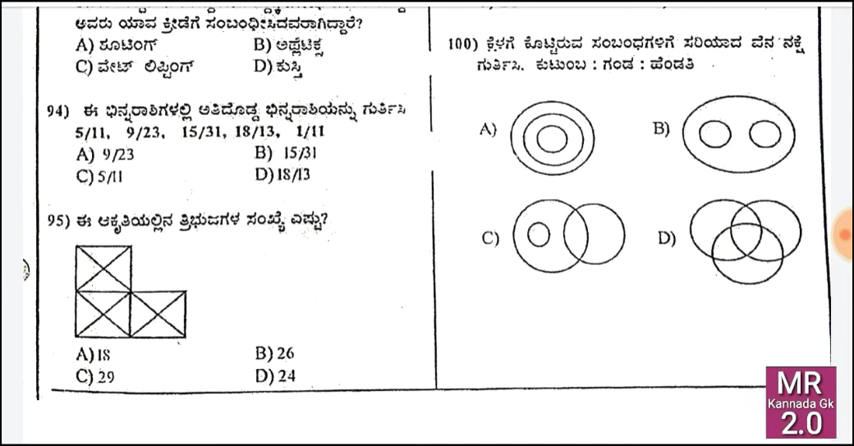 ಅವರು ಯಾವ ಕ್ರೀಡೆಗೆ ಸಂಬಂಧಿಸಿದವರಾಗಿದ್ದಾರೆ?
A) ಶೂಟಿಂಗ್ B) ಅಥ್ಲೆಟಿಕ್ಸ್
C) ವೇಟ್ ಲಿಫ್ಟಿಂಗ್ D) ಕುಸ್ತಿ
94) ಈ ಭಿನ್ನರಾಶಿಗಳಲ್ಲಿ ಅತಿದೊಡ್ಡ ಭಿನ್ನರಾಶಿಯನ್ನು ಗುರ್ತಿಸಿ
5/11, 9/23, 15/31, 18/13, 1/11
A) 9/23 B) 15/31
C) 5/11 D) 18/13
95) ಈ ಆಕೃತಿಯಲ್ಲಿನ ತ್ರಿಭುಜಗಳ ಸಂಖ್ಯೆ ಎಷ್ಟು?
A) 18 B) 26
C) 29 D) 24
100) ಕೆಳಗೆ ಕೊಟ್ಟಿರುವ ಸಂಬಂಧಗಳಿಗೆ ಸರಿಯಾದ ವೆನ್ ನಕ್ಷೆ
ಗುರ್ತಿಸಿ. ಕುಟುಂಬ : ಗಂಡ : ಹೆಂಡತಿ
A) B)
C) D)
MR
Kannada Gk
2.0